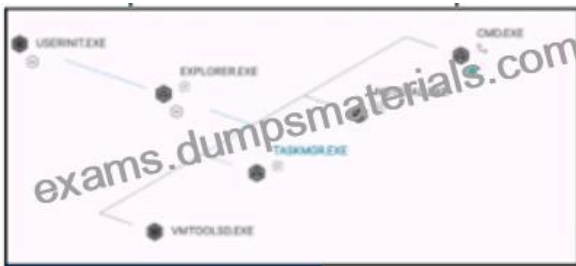 USERINIT.EXE
CMD.EXE
EXPLORER.EXE
TASKMGR.EXE
VMTOOLSD.EXE
exams.dumpsmaterials.com